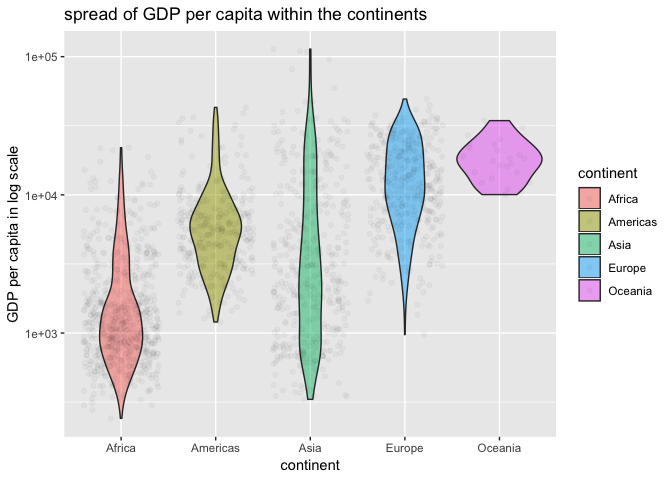 spread of GDP per capita within the continents
GDP per capita in log scale
1e+05
1e+04
1e+03
Africa
Americas
Asia
Europe
Oceania
continent
continent
Africa
Americas
Asia
Europe
Oceania